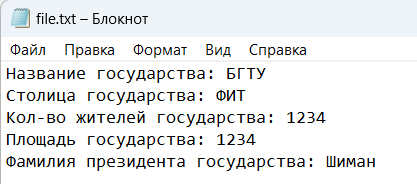 file.txt – Блокнот
Файл Правка Формат Вид Справка
Название государства: БГТУ
Столица государства: ФИТ
Кол-во жителей государства: 1234
Площадь государства: 1234
Фамилия президента государства: Шиман